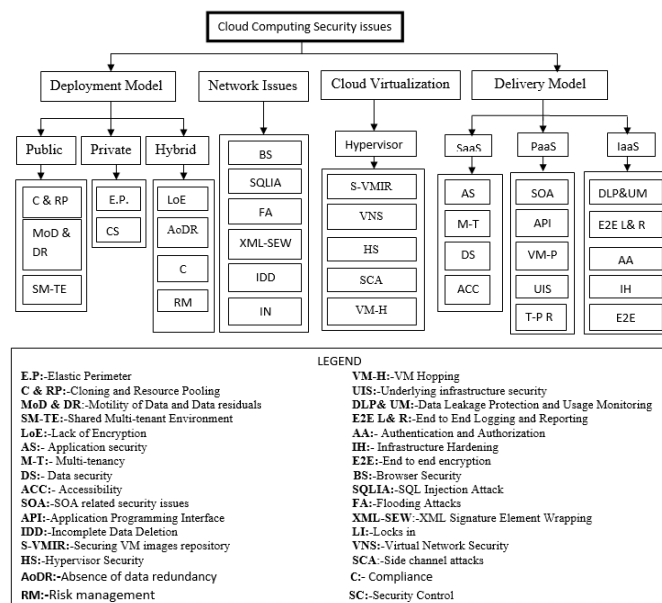 Cloud Computing Security issues
Deployment Model
Network Issues
Cloud Virtualization
Delivery Model
Public
Private
Hybrid
Hypervisor
SaaS
PaaS
IaaS
C & RP
MoD & DR
SM-TE
E.P.
CS
LoE
AoDR
C
RM
BS
SQLIA
FA
XML-SEW
IDD
IN
S-VMIR
VNS
HS
SCA
VM-H
AS
M-T
DS
ACC
SOA
API
VM-P
UIS
T-P R
DLP&UM
E2E L& R
AA
IH
E2E
LEGEND
E.P:-Elastic Perimeter
C & RP:-Cloning and Resource Pooling
MoD & DR:-Motility of Data and Data residuals
SM-TE:-Shared Multi-tenant Environment
LoE:-Lack of Encryption
AS:- Application security
M-T:- Multi-tenancy
DS:- Data security
ACC:- Accessibility
SOA:-SOA related security issues
API:-Application Programming Interface
IDD:-Incomplete Data Deletion
S-VMIR:-Securing VM images repository
HS:-Hypervisor Security
AoDR:-Absence of data redundancy
RM:-Risk management
VM-H:-VM Hopping
UIS:-Underlying infrastructure security
DLP& UM:-Data Leakage Protection and Usage Monitoring
E2E L& R:-End to End Logging and Reporting
AA:- Authentication and Authorization
IH:- Infrastructure Hardening
E2E:-End to end encryption
BS:-Browser Security
SQLIA:-SQL Injection Attack
FA:-Flooding Attacks
XML-SEW:-XML Signature Element Wrapping
LI:-Locks in
VNS:-Virtual Network Security
SCA:-Side channel attacks
C:- Compliance
SC:-Security Control